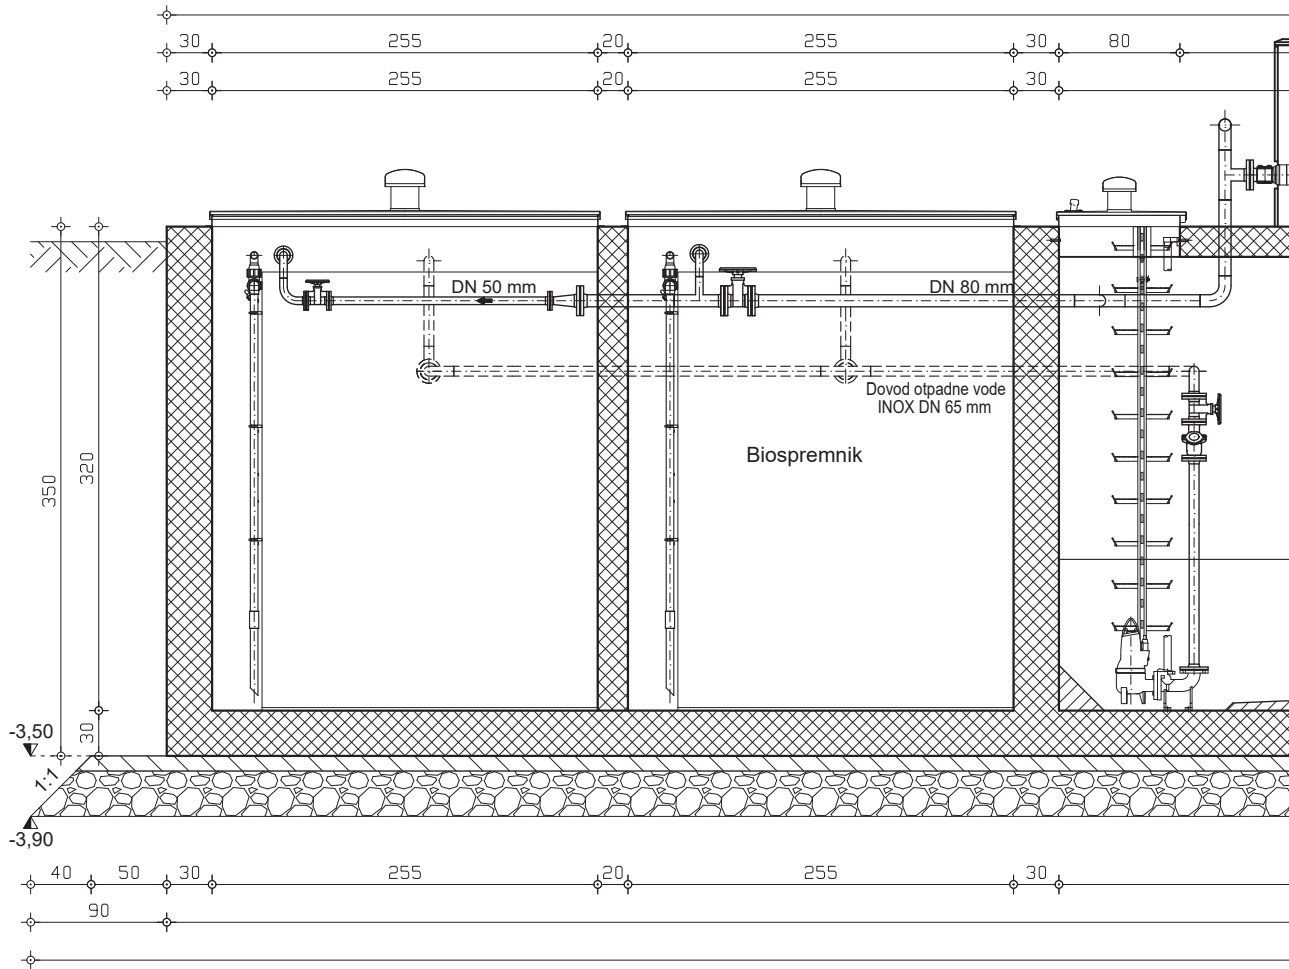 30 255 20 255 30 80
30 255 20 255 30
DN 50 mm DN 80 mm
Dovod otpadne vode
INOX DN 65 mm
Biospremnik
350
320
30
-3,50
1:1
-3,90
40 50 30 255 20 255 30
90